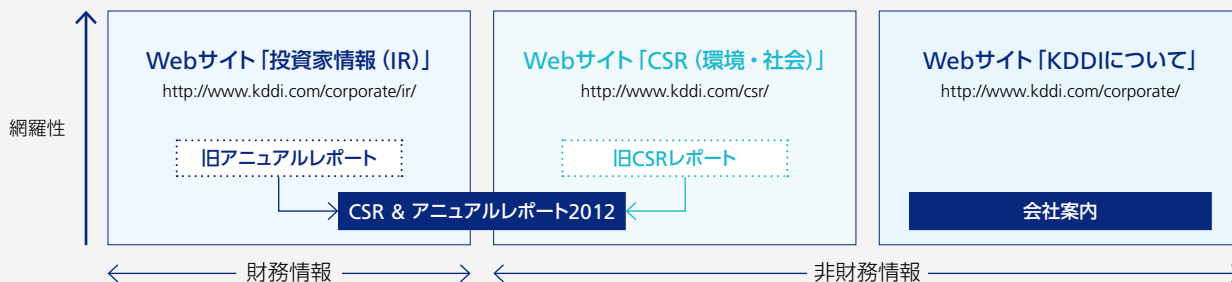 Webサイト「投資家情報（IR）」
http://www.kddi.com/corporate/ir/
旧アニュアルレポート
Webサイト「CSR（環境・社会）」
http://www.kddi.com/csr/
旧CSRレポート
CSR & アニュアルレポート2012
Webサイト「KDDIについて」
http://www.kddi.com/corporate/
会社案内
網羅性
財務情報
非財務情報